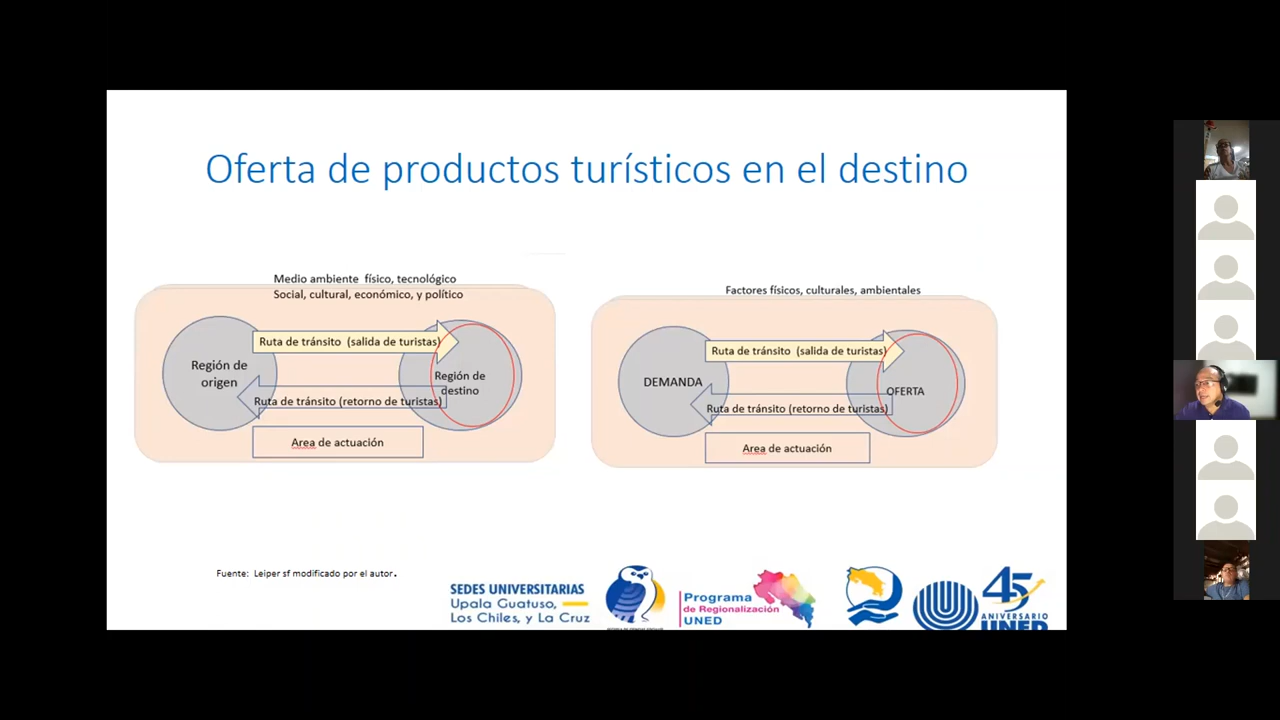 Oferta de productos turísticos en el destino
Medio ambiente físico, tecnológico
Social, cultural, económico, y político
Región de
origen
Ruta de tránsito (salida de turistas)
Región de
destino
Ruta de tránsito (retorno de turistas)
Area de actuación
Factores físicos, culturales, ambientales
DEMANDA
Ruta de tránsito (salida de turistas)
OFERTA
Ruta de tránsito (retorno de turistas)
Area de actuación
Fuente: Leiper sf modificado por el autor.
SEDES UNIVERSITARIAS
Upala Guatuso,
Los Chiles, y La Cruz
Programa
de Regionalización
UNED
45
ANIVERSARIO
UNED